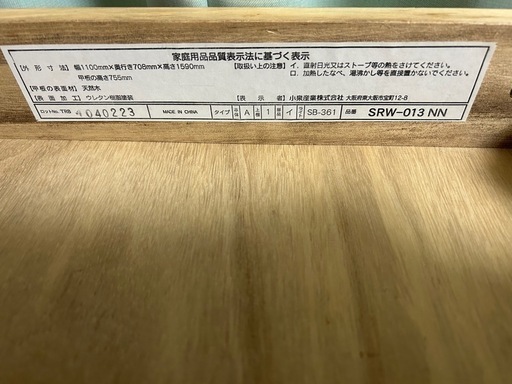 家庭用品品質表示法に基づく表示
[外形寸法] 幅1100mm×奥行き708mm×高さ1590mm [取扱い上の注意] イ. 直射日光又はストーブ等の熱をさけてください。
甲板の高さ755mm ロ. 加熱したなべ、湯沸かし等を直接置かないでください。
[甲板の表面材] 天然木
[表面加工] ウレタン樹脂塗装 [表示者] 小泉産業株式会社 大阪府東大阪市宝町12-8
Lot No. TRB 4040223 MADE IN CHINA タイプ A 1 イ SB-361 品番 SRW-013 NN